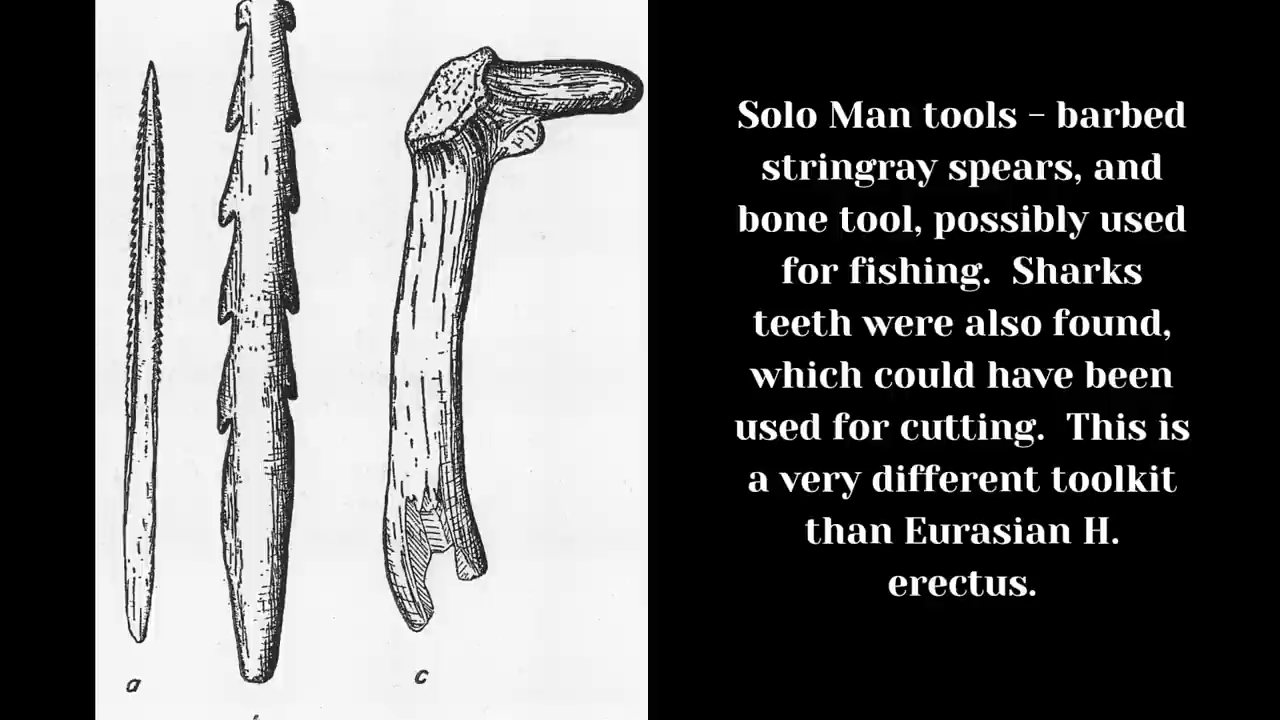 Solo Man tools – barbed
stringray spears, and
bone tool, possibly used
for fishing.  Sharks
teeth were also found,
which could have been
used for cutting.  This is
a very different toolkit
than Eurasian H.
erectus.
a
c